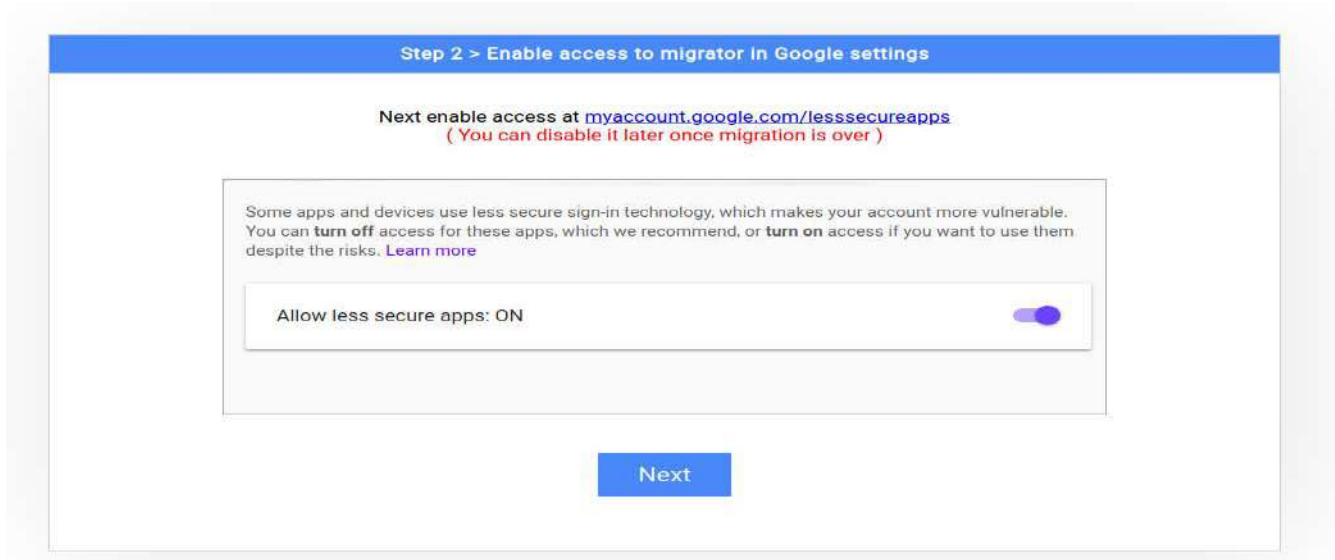 Step 2 > Enable access to migrator in Google settings
Next enable access at myaccount.google.com/lesssecureapps
( You can disable it later once migration is over )
Some apps and devices use less secure sign-in technology, which makes your account more vulnerable.
You can turn off access for these apps, which we recommend, or turn on access if you want to use them
despite the risks. Learn more
Allow less secure apps: ON
Next